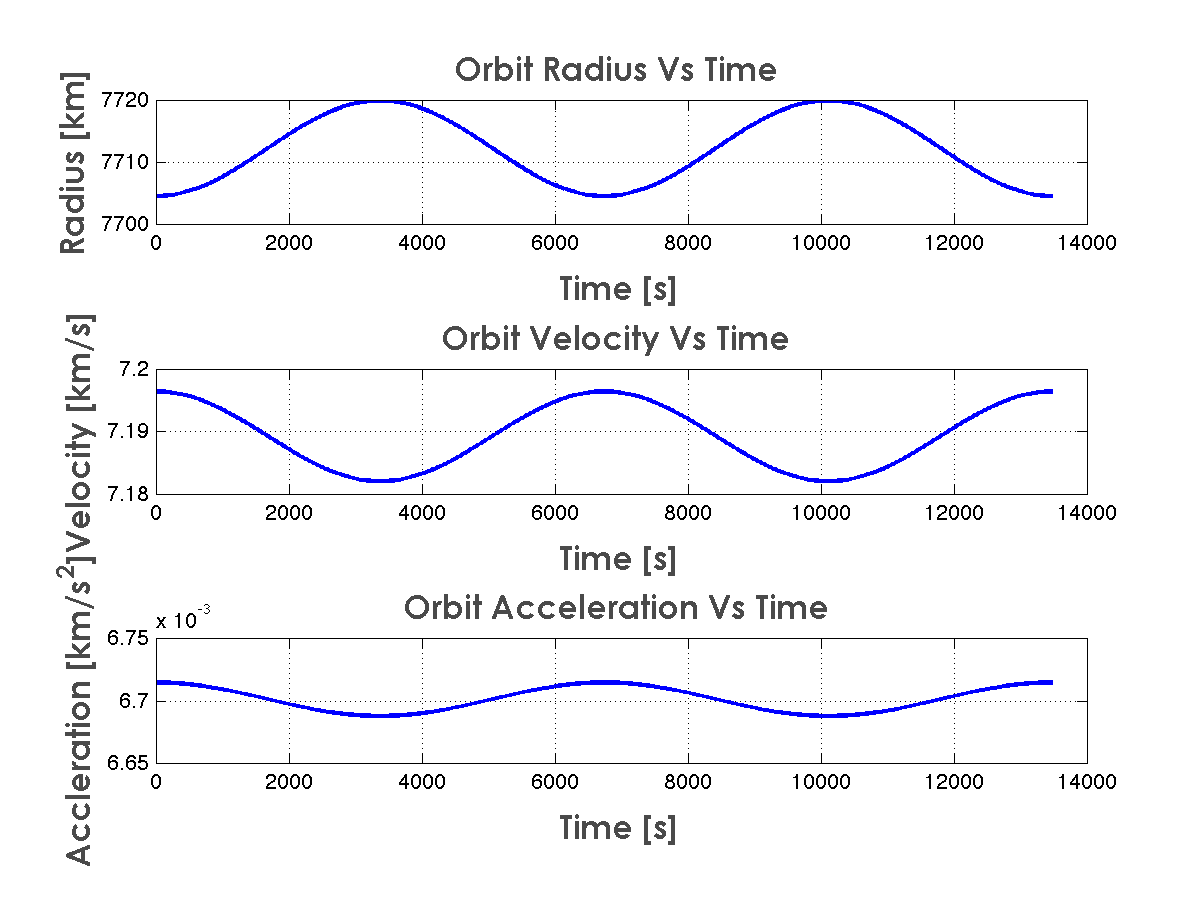 Orbit Radius Vs Time
Radius [km]
7720
7710
7700
0 2000 4000 6000 8000 10000 12000 14000
Time [s]
Orbit Velocity Vs Time
Velocity [km/s]
7.2
7.19
7.18
0 2000 4000 6000 8000 10000 12000 14000
Time [s]
Orbit Acceleration Vs Time
Accleration [km/s²]
x 10⁻³
6.75
6.7
6.65
0 2000 4000 6000 8000 10000 12000 14000
Time [s]